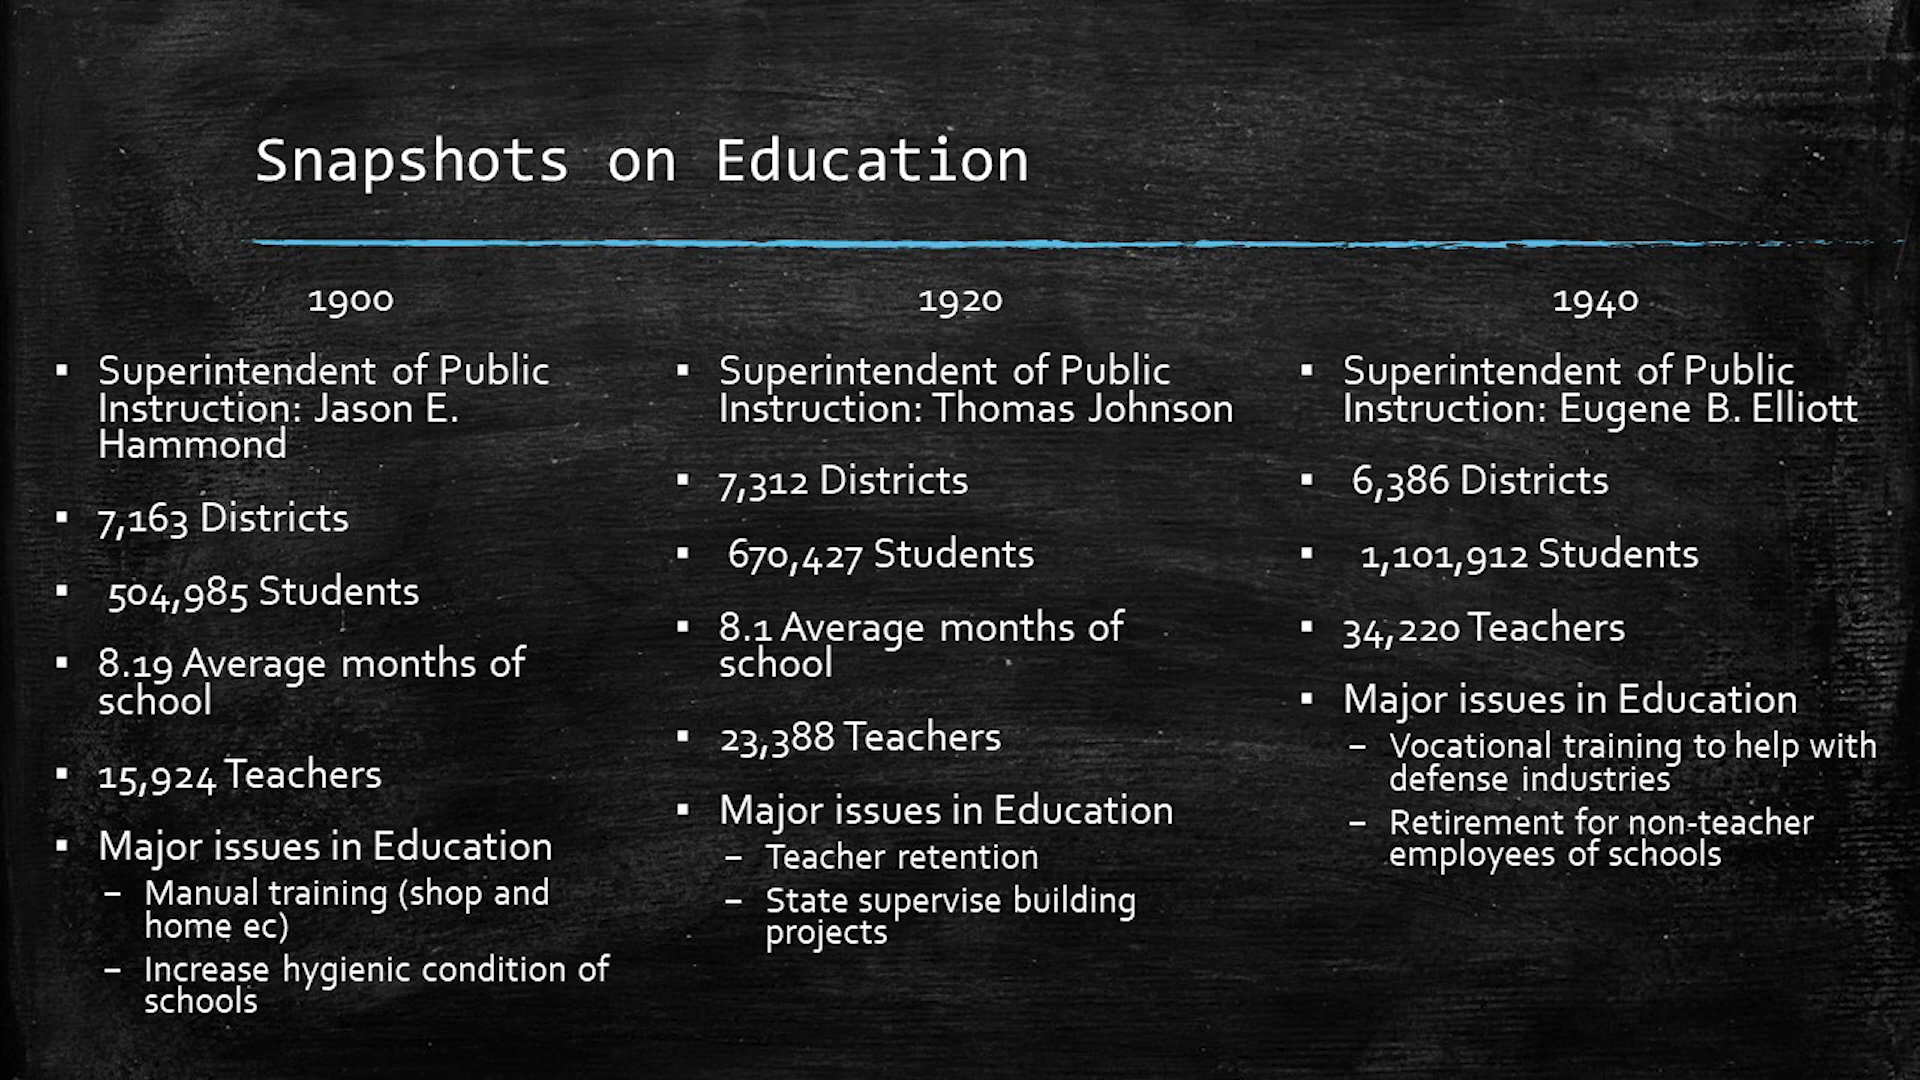 Snapshots on Education
1900
▪ Superintendent of Public
Instruction: Jason E.
Hammond
▪ 7,163 Districts
▪ 504,985 Students
▪ 8.19 Average months of
school
▪ 15,924 Teachers
▪ Major issues in Education
– Manual training (shop and
home ec)
– Increase hygienic condition of
schools
1920
▪ Superintendent of Public
Instruction: Thomas Johnson
▪ 7,312 Districts
▪ 670,427 Students
▪ 8.1 Average months of
school
▪ 23,388 Teachers
▪ Major issues in Education
– Teacher retention
– State supervise building
projects
1940
▪ Superintendent of Public
Instruction: Eugene B. Elliott
▪ 6,386 Districts
▪ 1,101,912 Students
▪ 34,220 Teachers
▪ Major issues in Education
– Vocational training to help with
defense industries
– Retirement for non-teacher
employees of schools